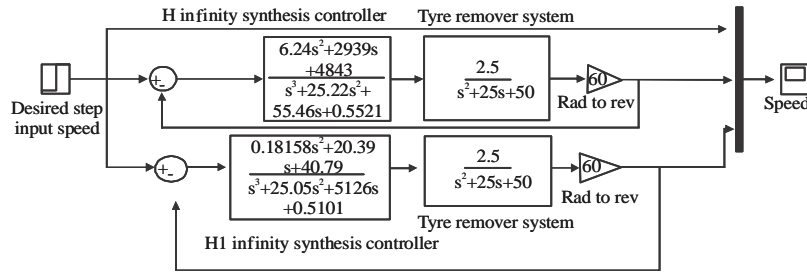 H infinity synthesis controller
Tyre remover system
6.24s²+2939s
+4843
s³+25.22s²+
55.46s+0.5521
2.5
s²+25s+50
60
Rad to rev
+
-
Desired step
input speed
Speed
0.18158s²+20.39
s+40.79
s³+25.05s²+5126s
+0.5101
2.5
s²+25s+50
60
Rad to rev
+
-
Tyre remover system
H1 infinity synthesis controller